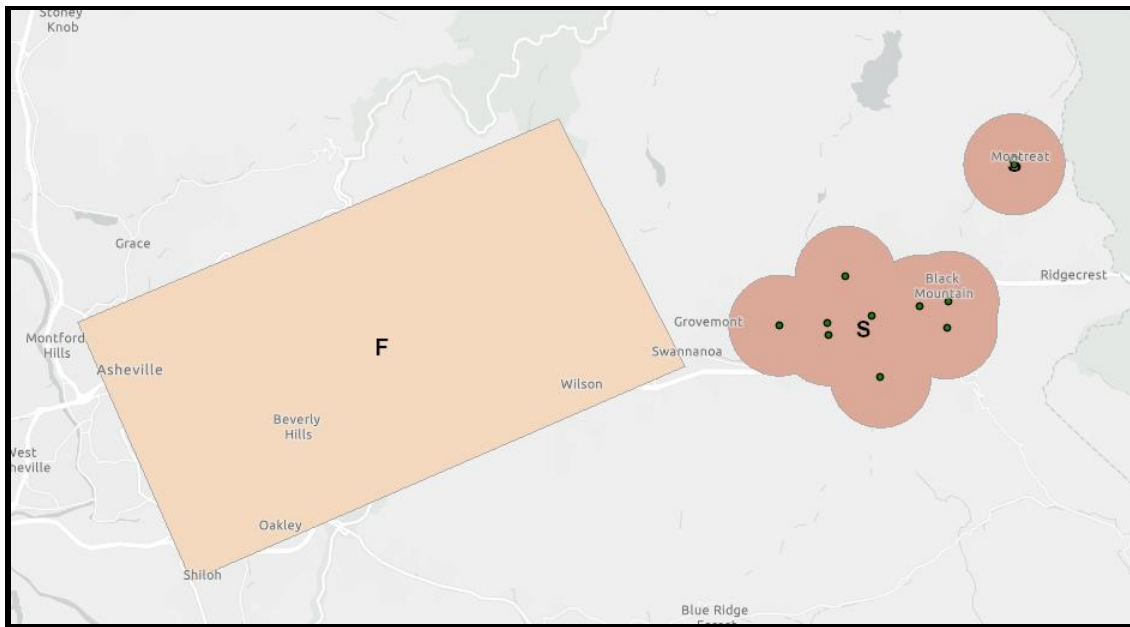 Stoney
Knob
Montreat
S
Grace
Ridgecrest
Black
Mountain
Grovemont
S
Montford
Hills
F
Swannanoa
Asheville
Wilson
Beverly
Hills
West
heville
Oakley
Shiloh
Blue Ridge
Forest